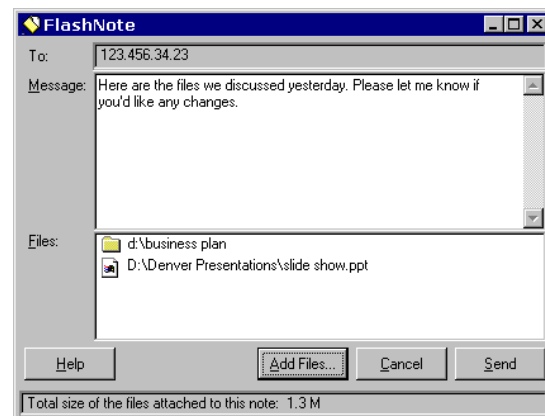 FlashNote
To: 123.456.34.23
Message: Here are the files we discussed yesterday. Please let me know if
you'd like any changes.
Files: d:\business plan
D:\Denver Presentations\slide show.ppt
Help Add Files... Cancel Send
Total size of the files attached to this note: 1.3 M